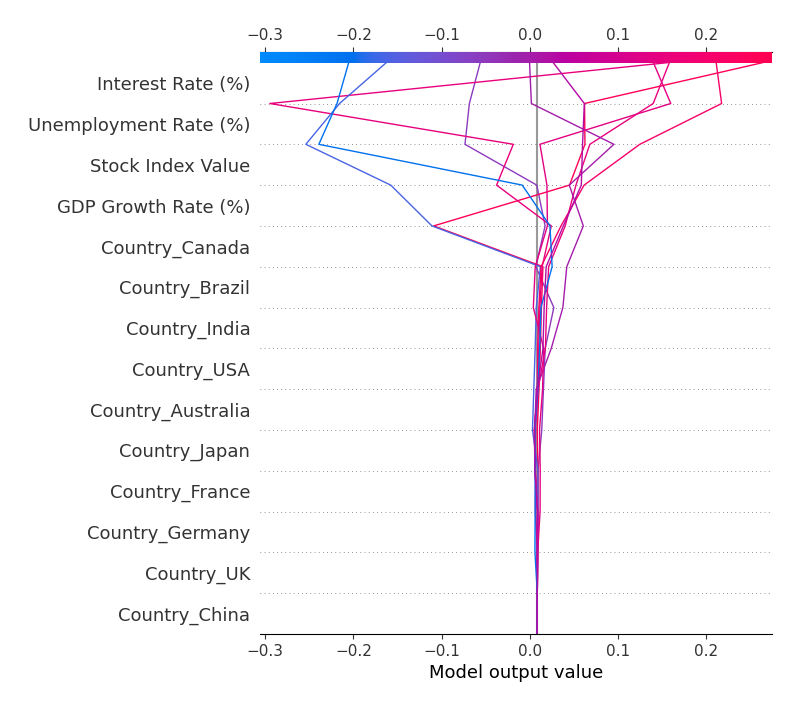 −0.3 −0.2 −0.1 0.0 0.1 0.2
Interest Rate (%)
Unemployment Rate (%)
Stock Index Value
GDP Growth Rate (%)
Country_Canada
Country_Brazil
Country_India
Country_USA
Country_Australia
Country_Japan
Country_France
Country_Germany
Country_UK
Country_China
−0.3 −0.2 −0.1 0.0 0.1 0.2
Model output value